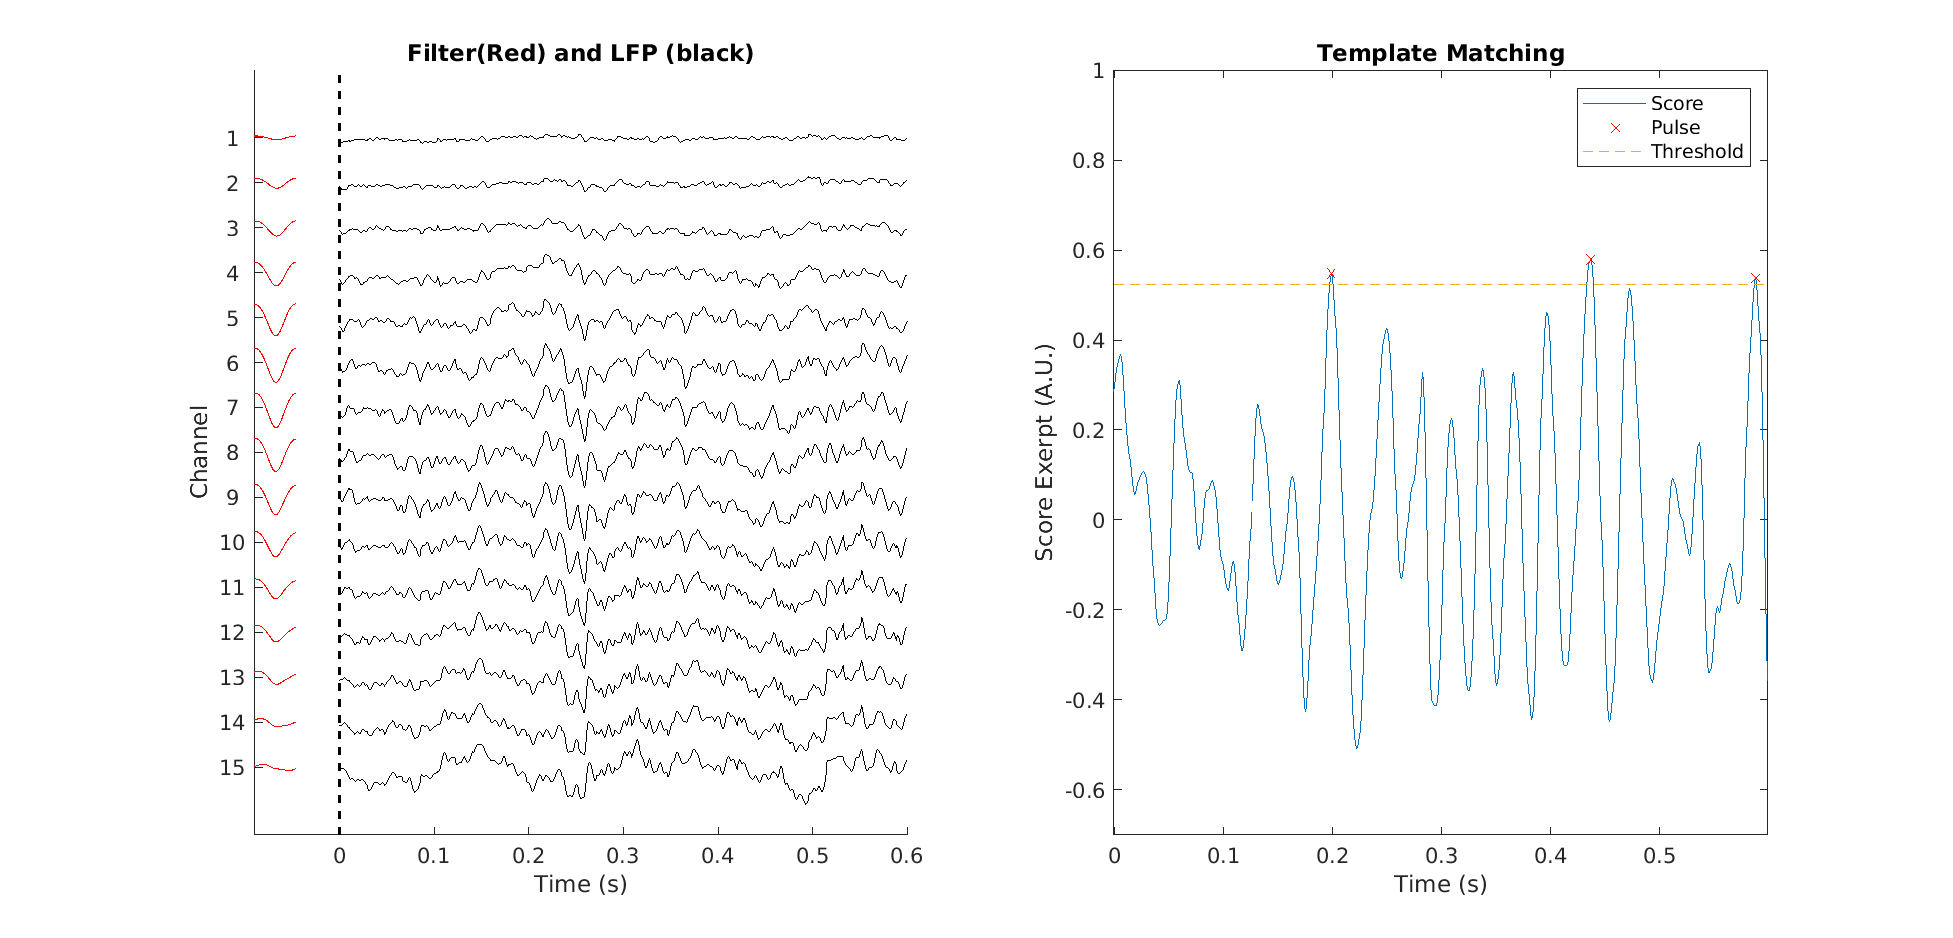 Filter(Red) and LFP (black)
Channel
1
2
3
4
5
6
7
8
9
10
11
12
13
14
15
0 0.1 0.2 0.3 0.4 0.5 0.6
Time (s)
Template Matching
Score
Pulse
Threshold
Score Exerpt (A.U.)
1
0.8
0.6
0.4
0.2
0
-0.2
-0.4
-0.6
0 0.1 0.2 0.3 0.4 0.5
Time (s)